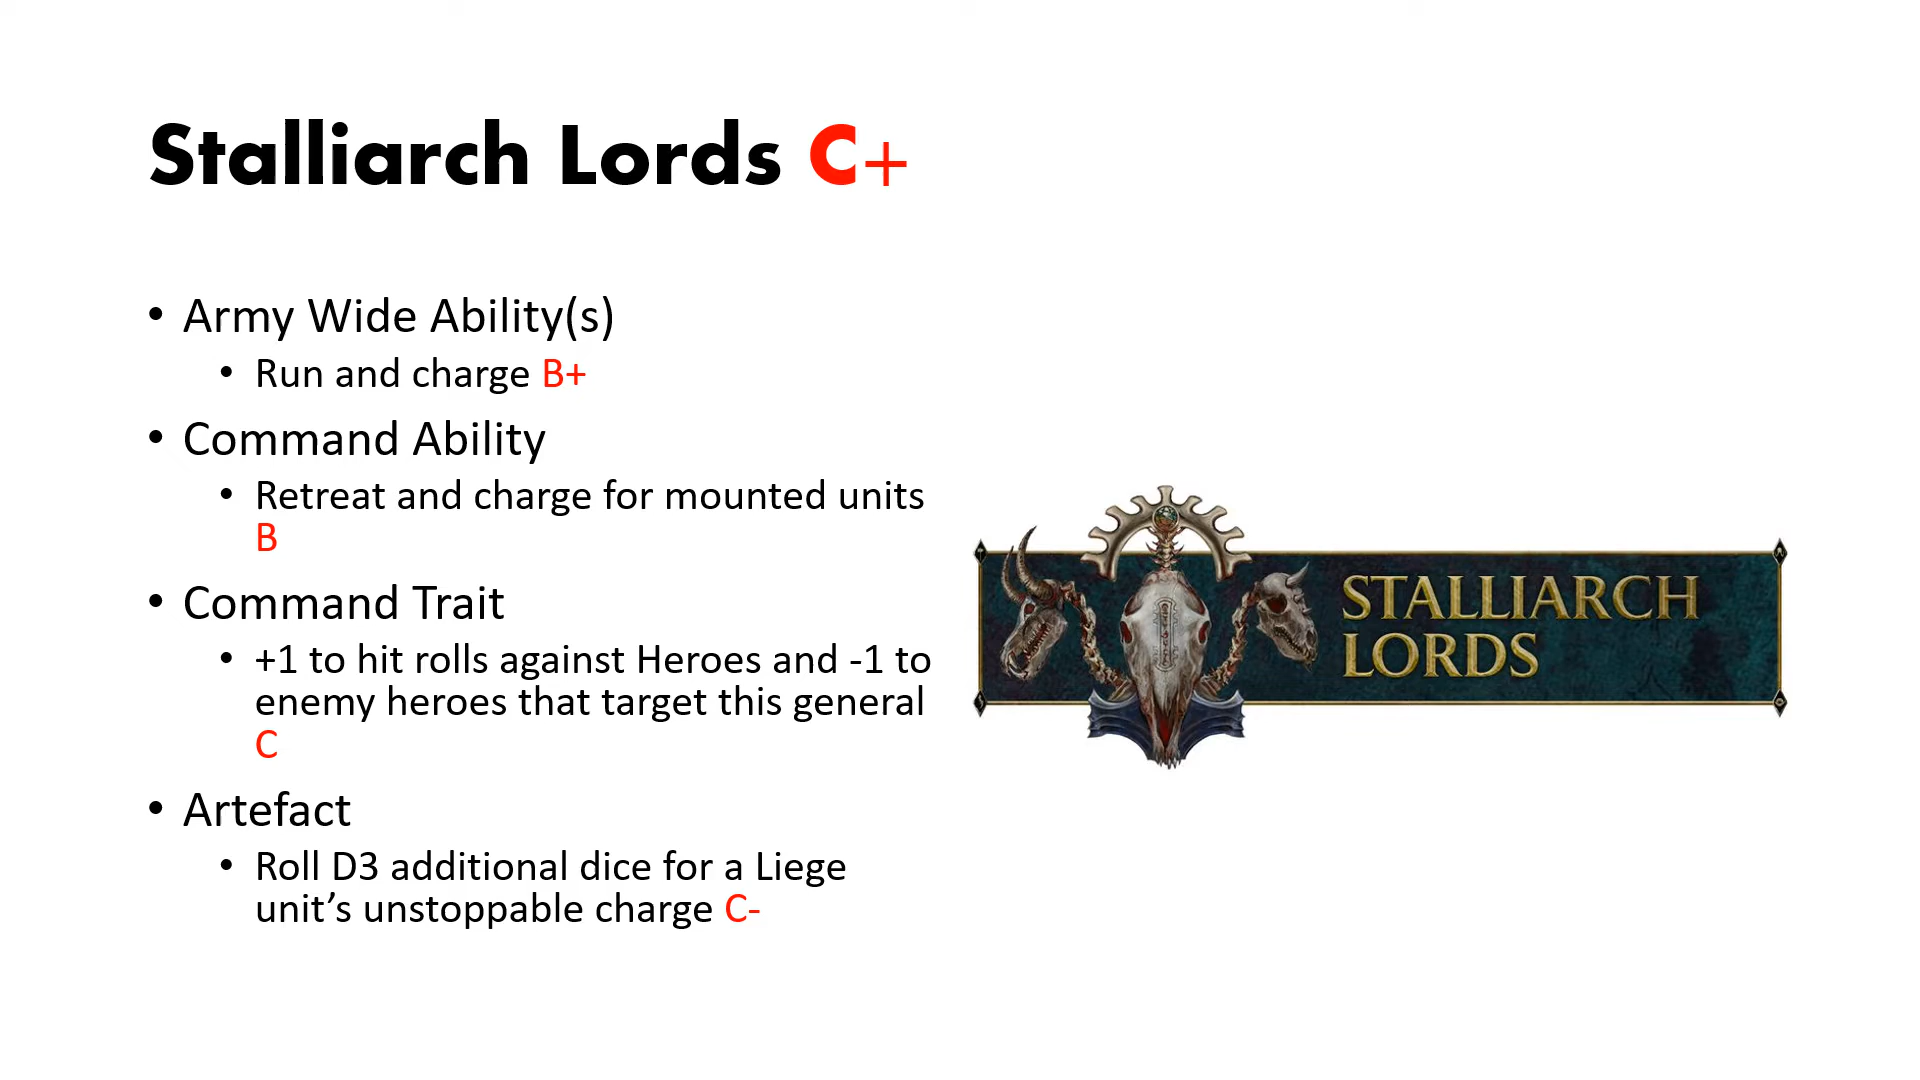 Stalliarch Lords C+
• Army Wide Ability(s)
• Run and charge B+
• Command Ability
• Retreat and charge for mounted units
B
• Command Trait
• +1 to hit rolls against Heroes and -1 to
enemy heroes that target this general
C
• Artefact
• Roll D3 additional dice for a Liege
unit’s unstoppable charge C-
STALLIARCH
LORDS